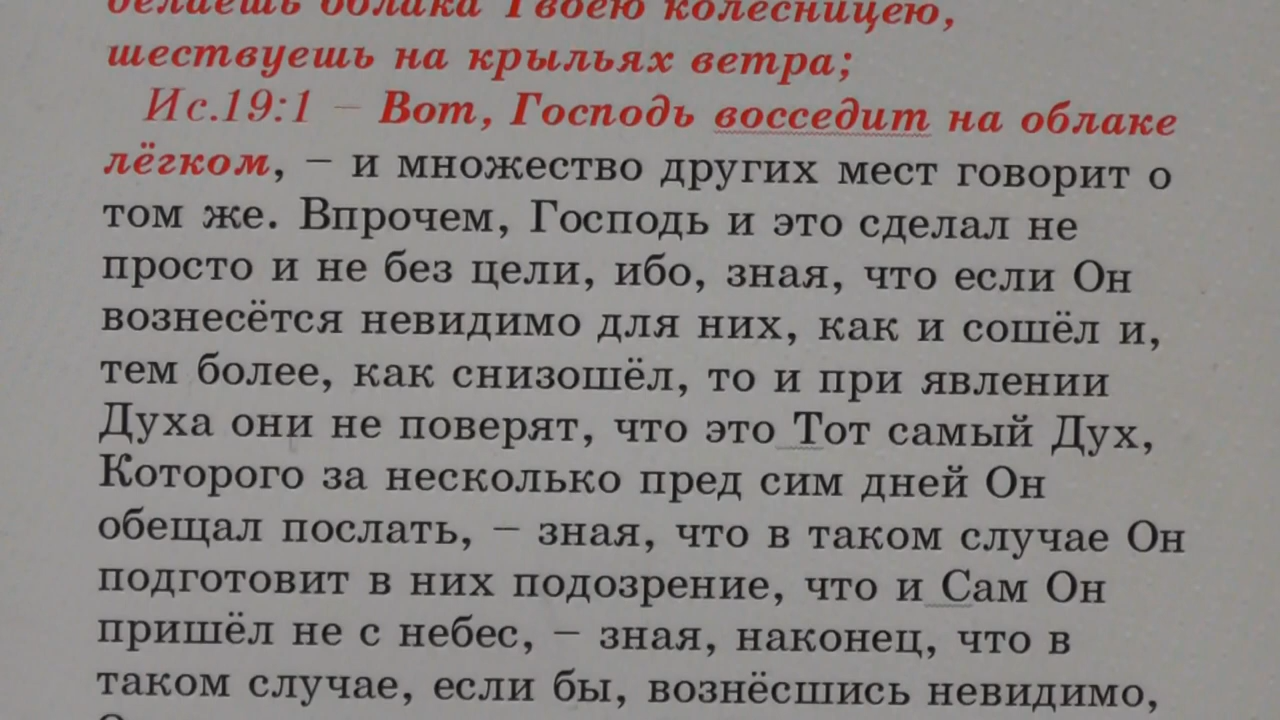 делаешь облака Твоею колесницею,
шествуешь на крыльях ветра;
Ис.19:1 – Вот, Господь восседит на облаке
лёгком, – и множество других мест говорит о
том же. Впрочем, Господь и это сделал не
просто и не без цели, ибо, зная, что если Он
вознесётся невидимо для них, как и сошёл и,
тем более, как снизошёл, то и при явлении
Духа они не поверят, что это Тот самый Дух,
Которого за несколько пред сим дней Он
обещал послать, – зная, что в таком случае Он
подготовит в них подозрение, что и Сам Он
пришёл не с небес, – зная, наконец, что в
таком случае, если бы, вознёсшись невидимо,